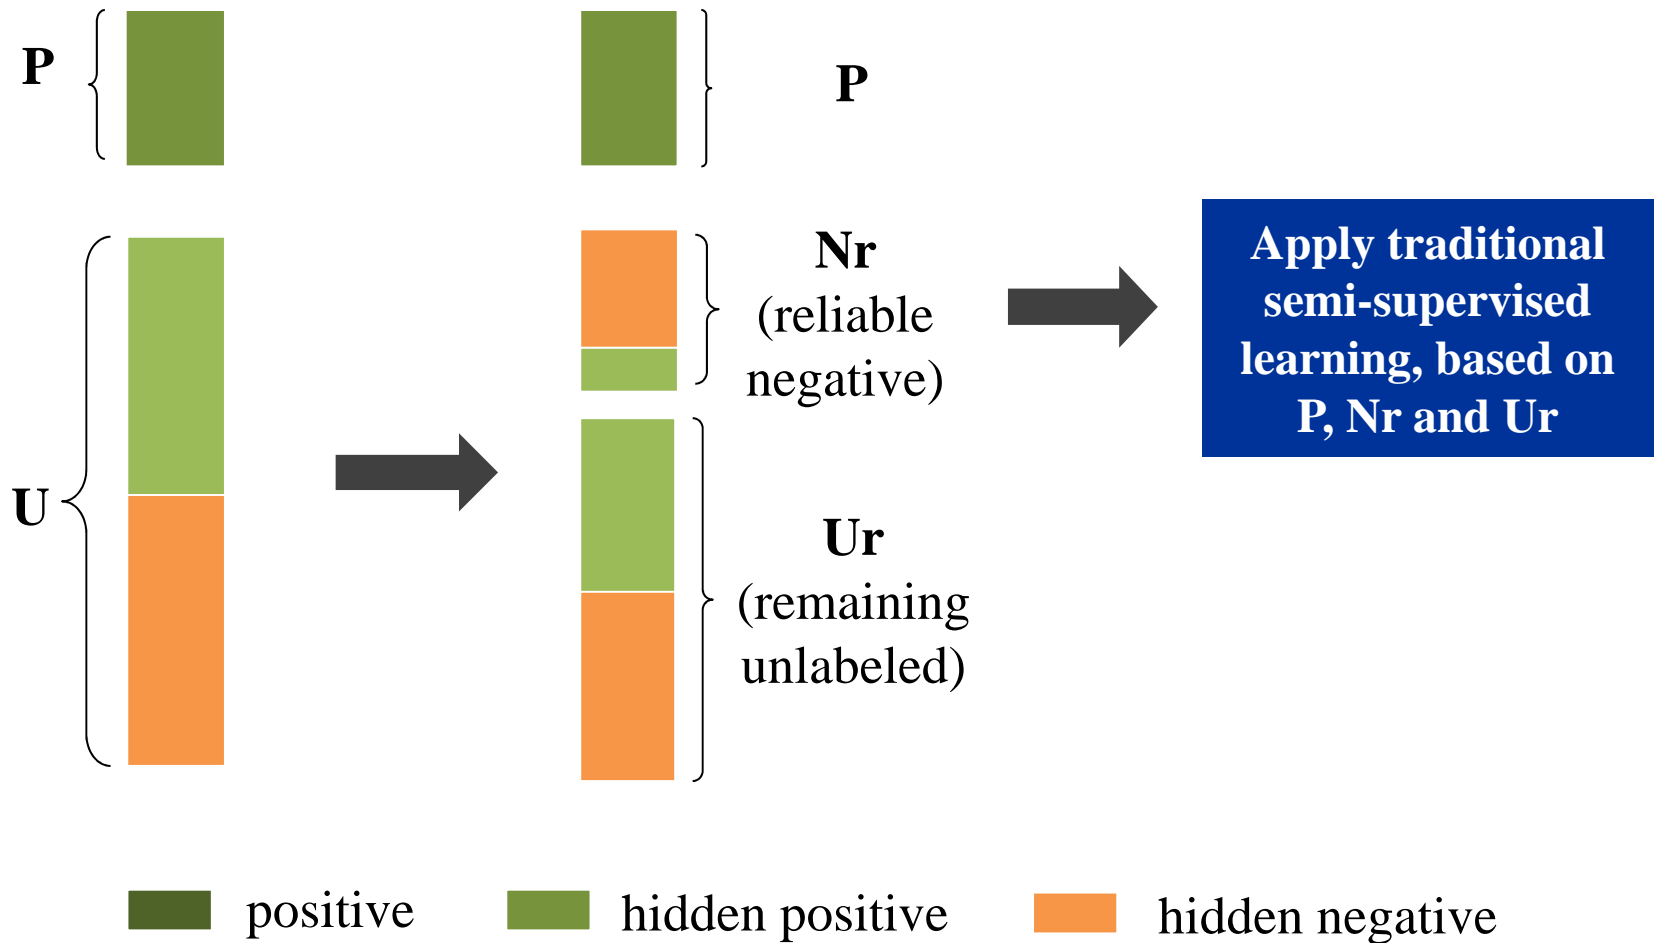 P
U
P
Nr
(reliable
negative)
Ur
(remaining
unlabeled)
Apply traditional
semi-supervised
learning, based on
P, Nr and Ur
positive
hidden positive
hidden negative